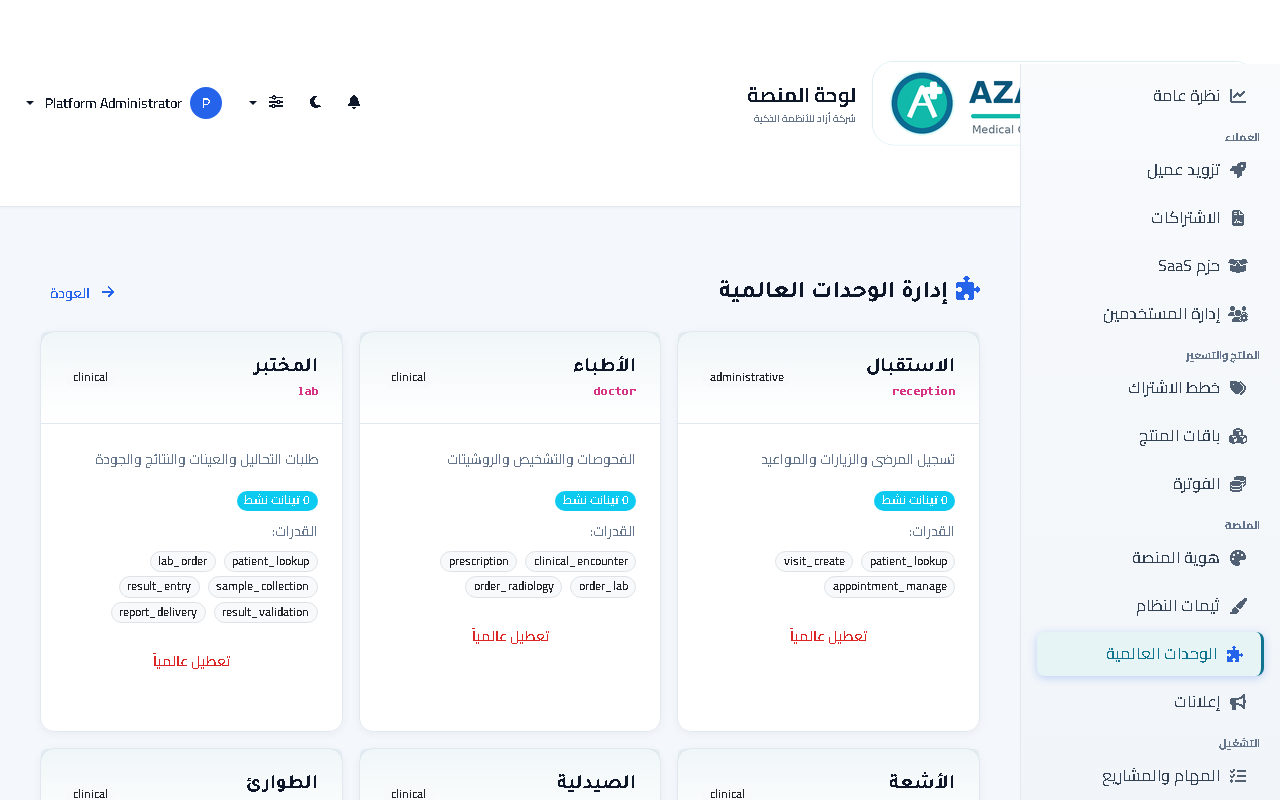 نظرة عامة
العملاء
تزويد عميل
الاشتراكات
حزم SaaS
إدارة المستخدمين
المنتج والتسعير
خطط الاشتراك
باقات المنتج
الفوترة
المنصة
هوية المنصة
ثيمات النظام
الوحدات العالمية
إعلانات
التشغيل
المهام والمشاريع
Medical
لوحة المنصة
شركة أزاد للأنظمة الذكية
P Platform Administrator
إدارة الوحدات العالمية
العودة
الاستقبال
reception
administrative
تسجيل المرضى والزيارات والمواعيد
0 تينانت نشط
القدرات:
patient_lookup visit_create
appointment_manage
تعطيل عالمياً
الأطباء
doctor
clinical
الفحوصات والتشخيص والروشيتات
0 تينانت نشط
القدرات:
clinical_encounter prescription
order_lab order_radiology
تعطيل عالمياً
المختبر
lab
clinical
طلبات التحاليل والعينات والنتائج والجودة
0 تينانت نشط
القدرات:
patient_lookup lab_order
sample_collection result_entry
result_validation report_delivery
تعطيل عالمياً
الأشعة
clinical
الصيدلية
clinical
الطوارئ
clinical